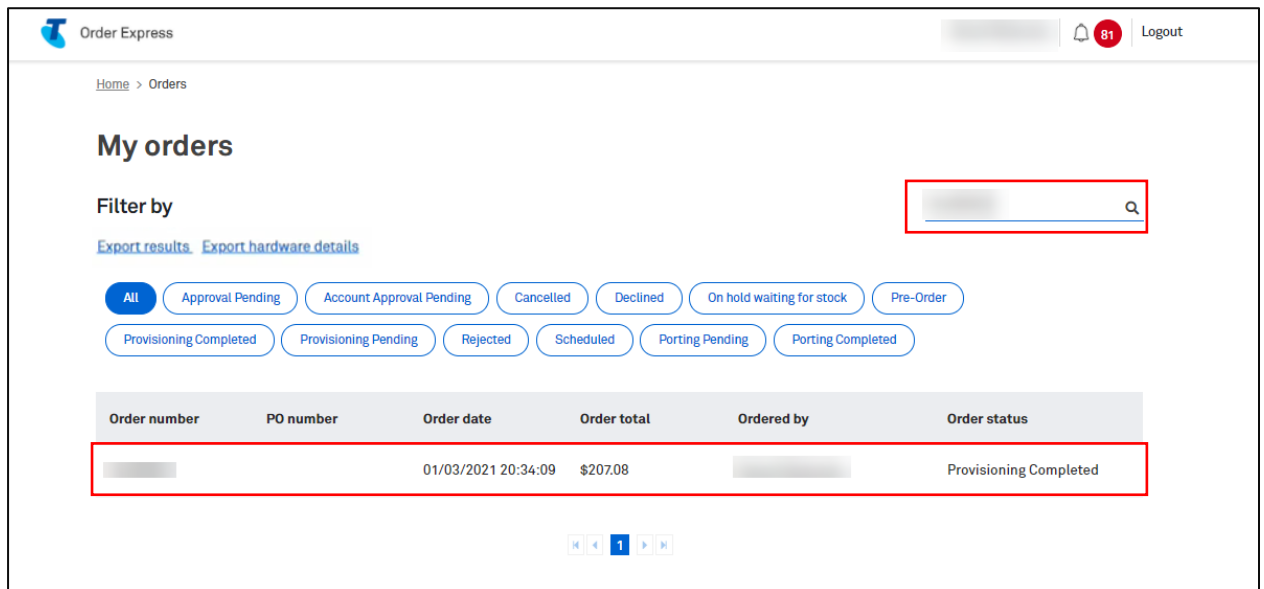 Order Express 81 Logout
Home > Orders
My orders
Filter by
Export results Export hardware details
All Approval Pending Account Approval Pending Cancelled Declined On hold waiting for stock Pre-Order
Provisioning Completed Provisioning Pending Rejected Scheduled Porting Pending Porting Completed
Order number PO number Order date Order total Ordered by Order status
01/03/2021 20:34:09 $207.08 Provisioning Completed
1